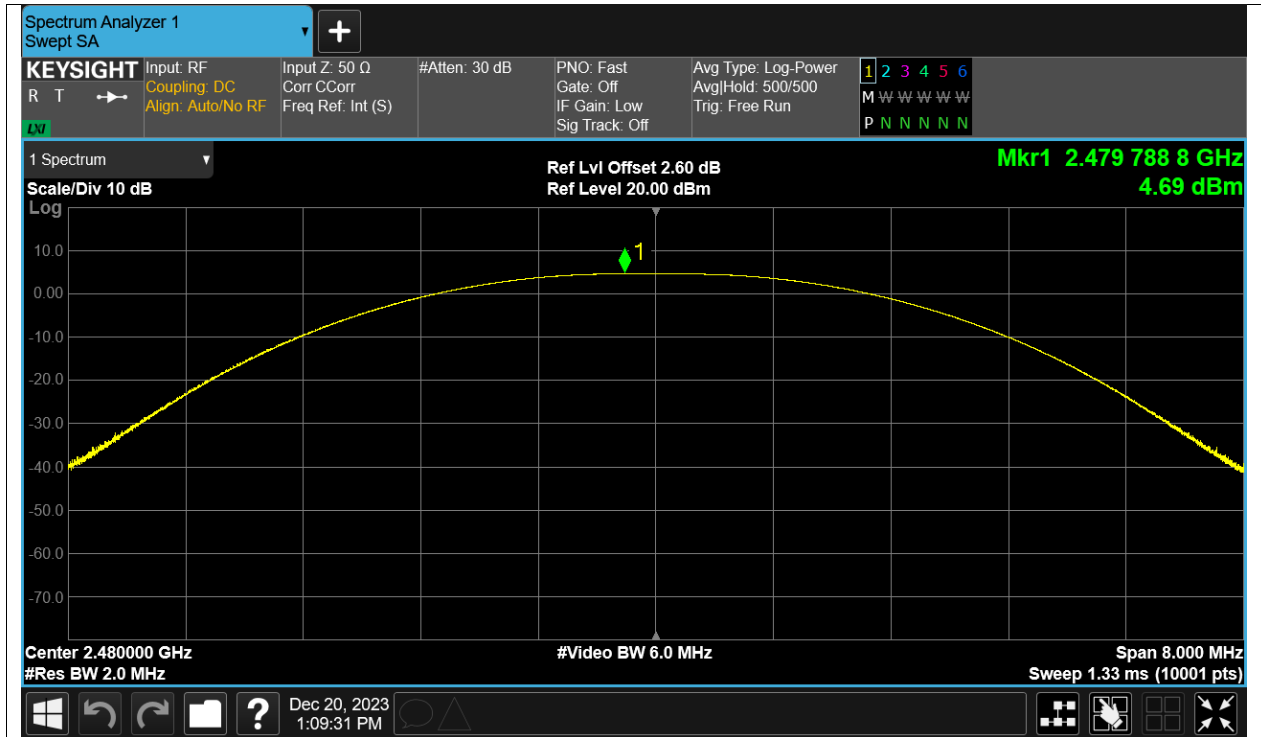 Spectrum Analyzer 1
Swept SA
KEYSIGHT
R T
LXI
Input: RF
Coupling: DC
Align: Auto/No RF
Input Z: 50 Ω
Corr CCorr
Freq Ref: Int (S)
#Atten: 30 dB
PNO: Fast
Gate: Off
IF Gain: Low
Sig Track: Off
Avg Type: Log-Power
Avg|Hold: 500/500
Trig: Free Run
1 2 3 4 5 6
M W W W W W
P N N N N N
1 Spectrum
Scale/Div 10 dB
Log
Ref Lvl Offset 2.60 dB
Ref Level 20.00 dBm
Mkr1 2.479 788 8 GHz
4.69 dBm
1
10.0
0.00
-10.0
-20.0
-30.0
-40.0
-50.0
-60.0
-70.0
Center 2.480000 GHz
#Res BW 2.0 MHz
#Video BW 6.0 MHz
Span 8.000 MHz
Sweep 1.33 ms (10001 pts)
?
Dec 20, 2023
1:09:31 PM